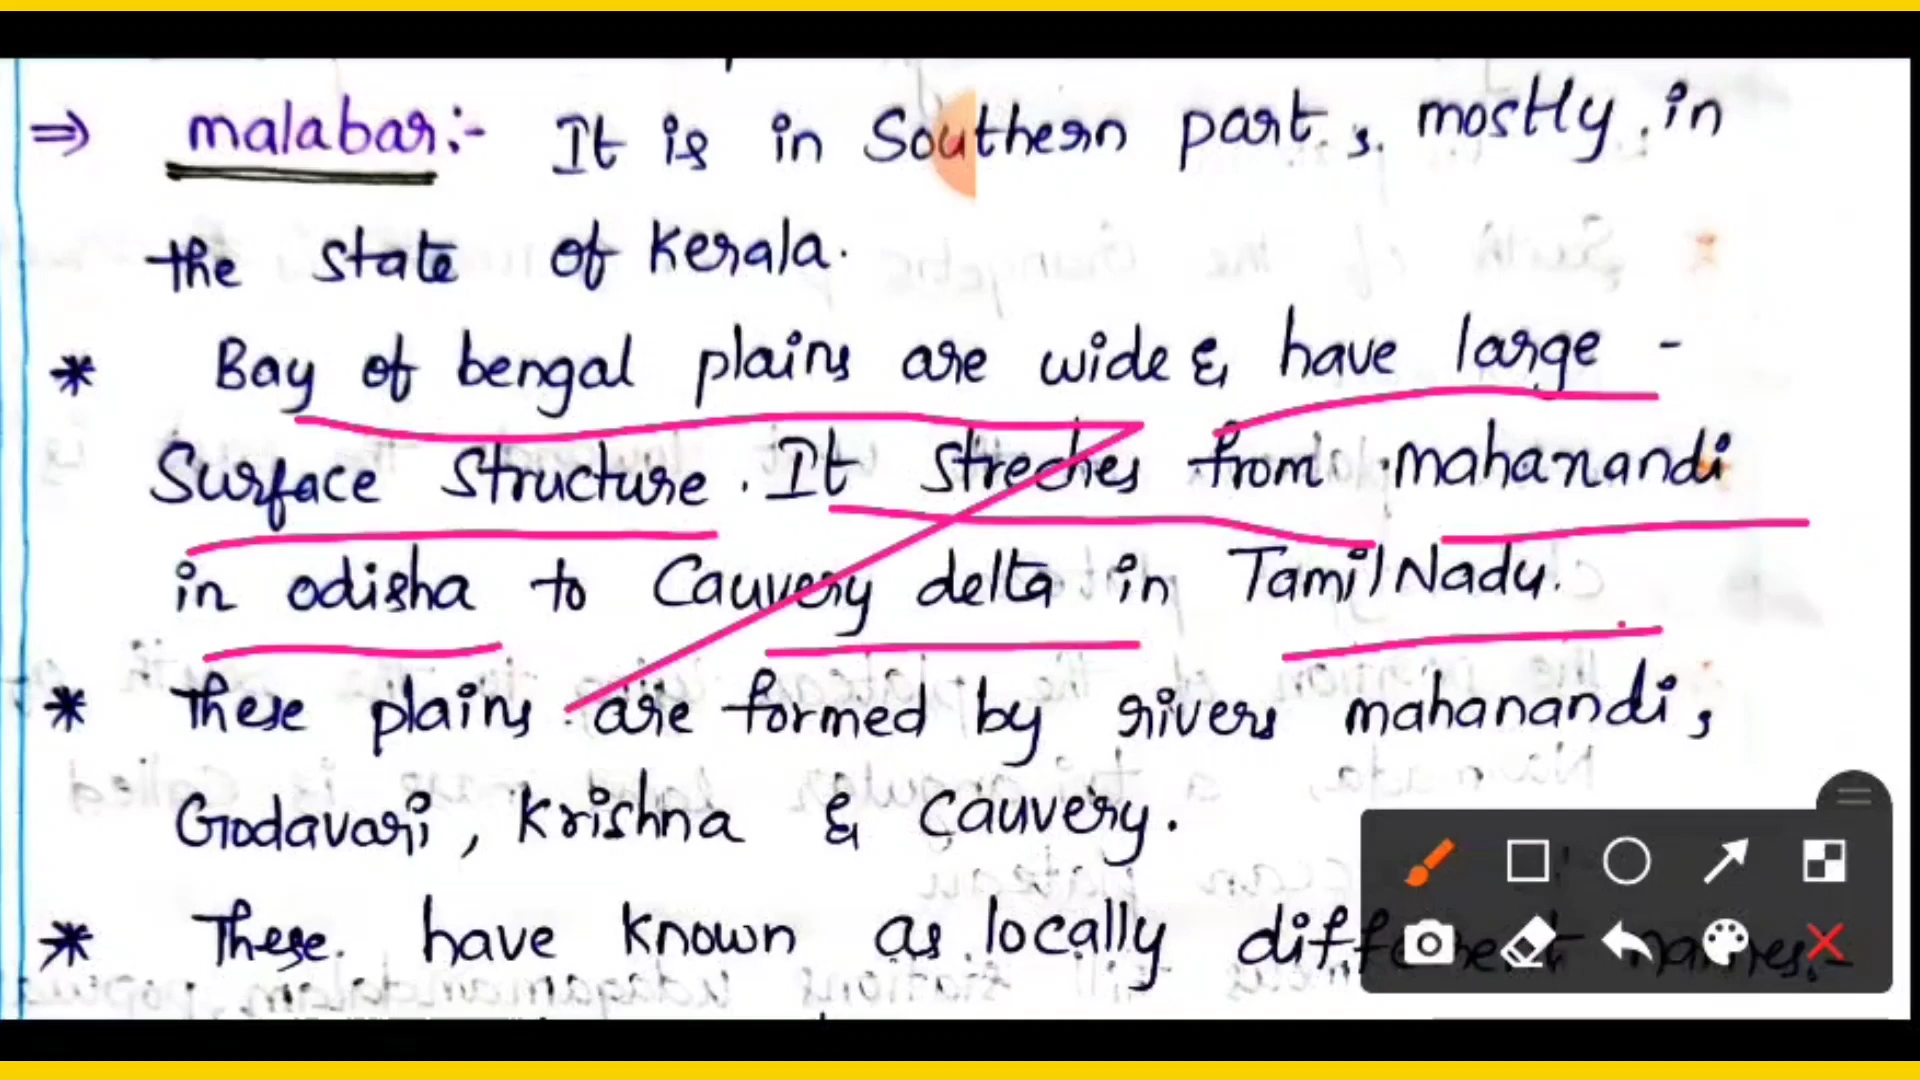 ⇒ malabar:- It is in Southern part, mostly in
the state of Kerala.
* Bay of bengal plains are wide & have large -
Surface Structure. It streches from mahanandi
in odisha to Cauvery delta in TamilNadu.
* These plains are formed by rivers mahanandi,
Godavari, Krishna & Cauvery.
* These have known as locally different names:-